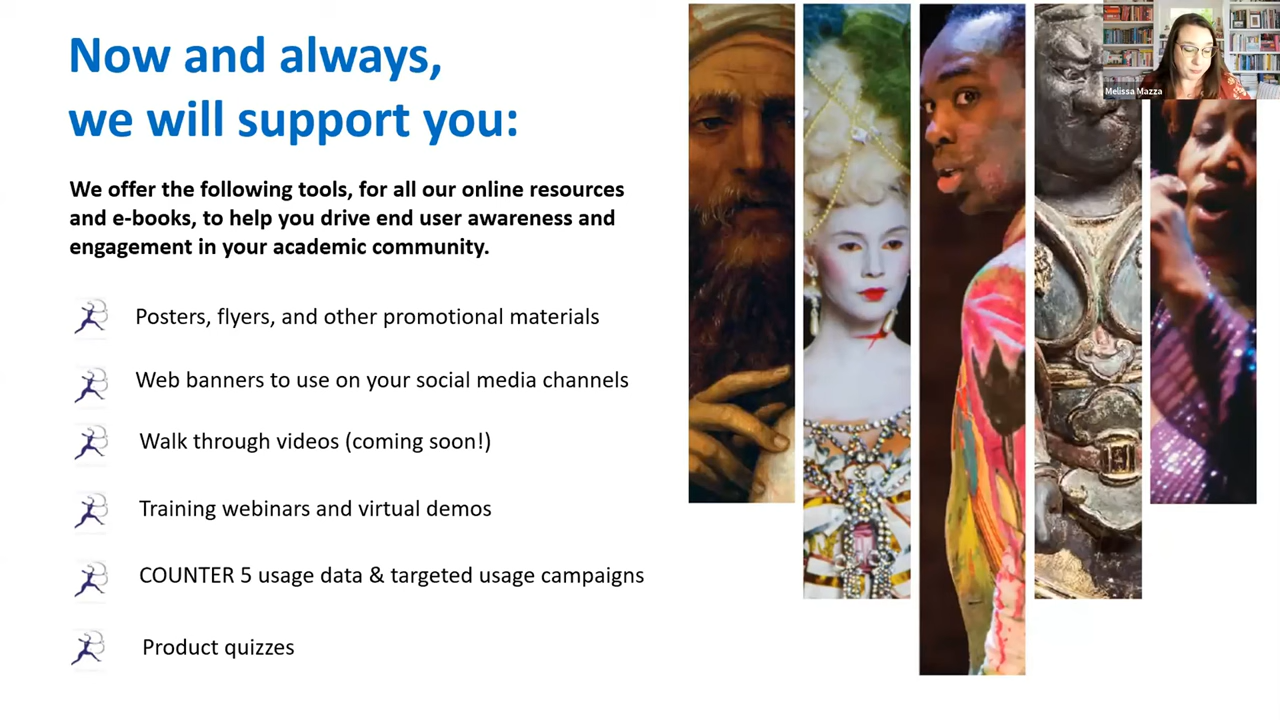 Now and always,
we will support you:
We offer the following tools, for all our online resources
and e-books, to help you drive end user awareness and
engagement in your academic community.
Posters, flyers, and other promotional materials
Web banners to use on your social media channels
Walk through videos (coming soon!)
Training webinars and virtual demos
COUNTER 5 usage data & targeted usage campaigns
Product quizzes
Melissa Mazza